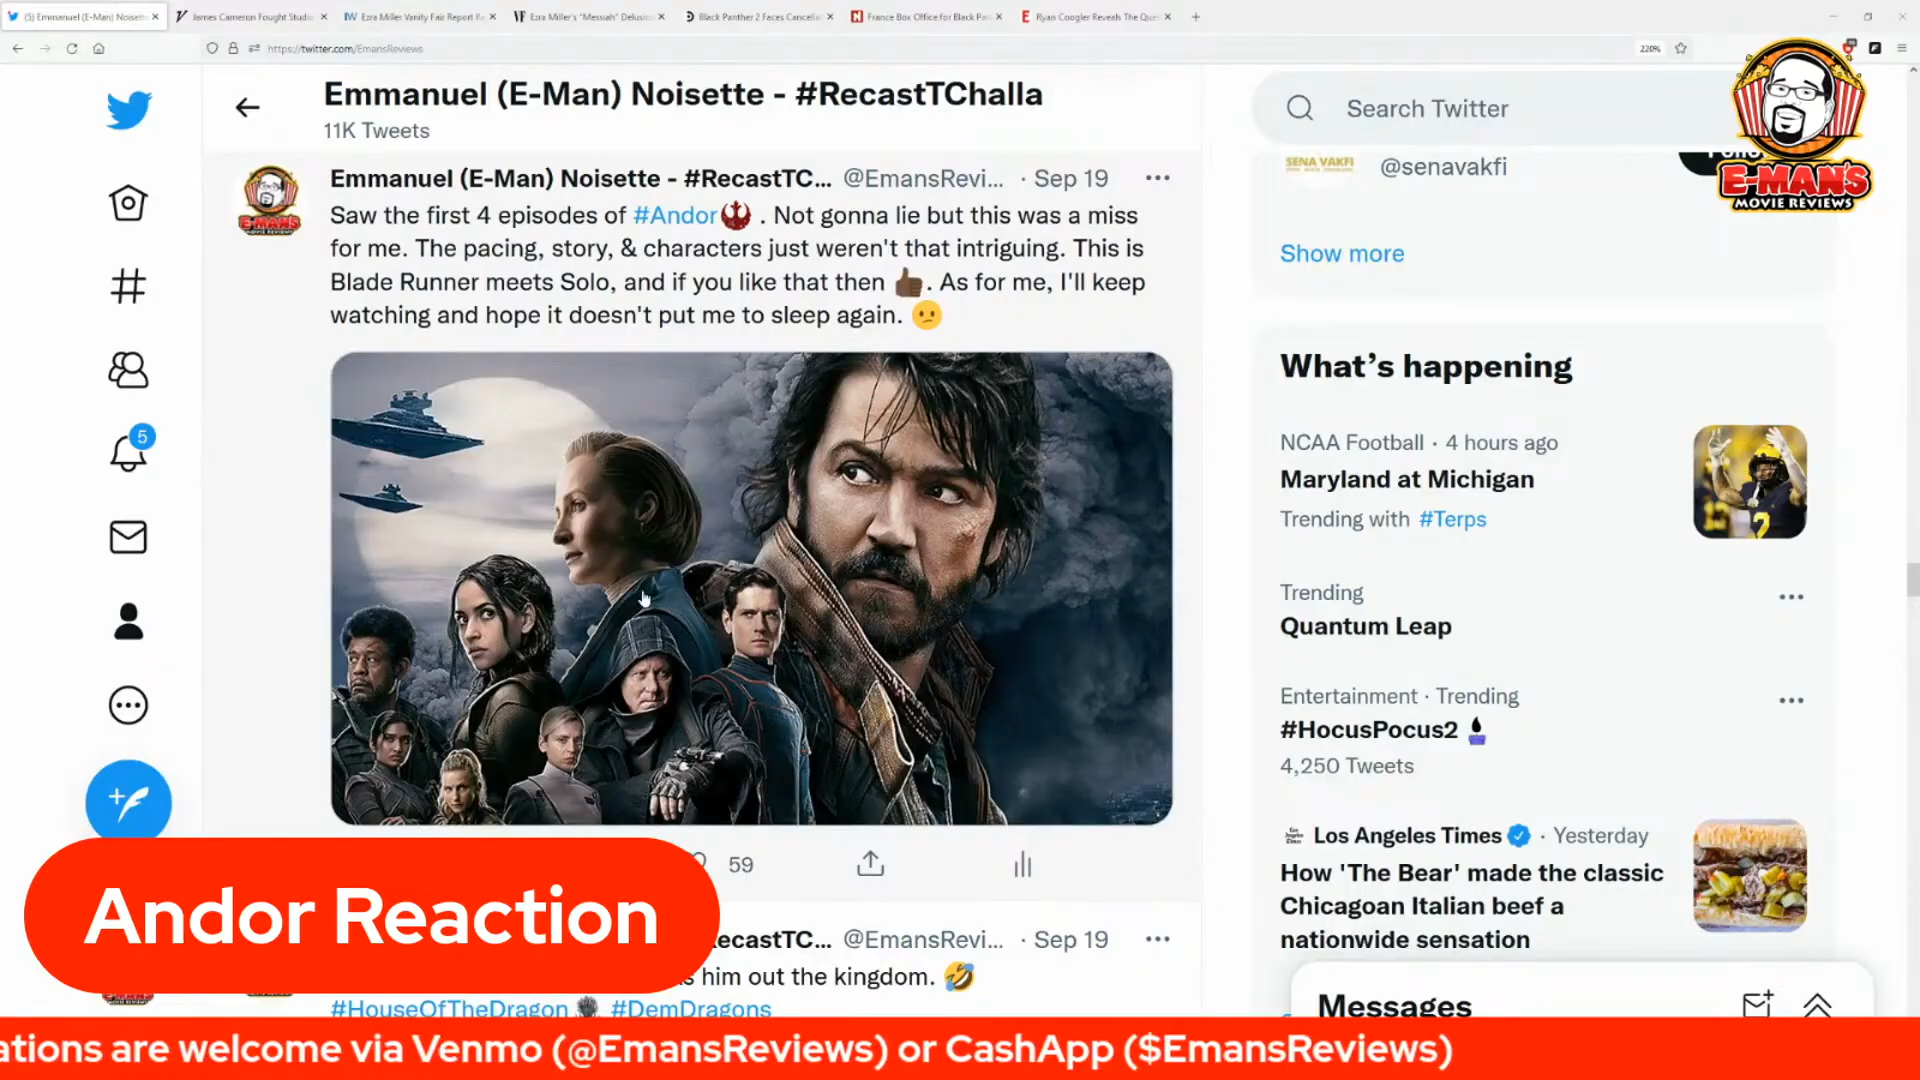 (5) Emmanuel (E-Man) Noisette
James Cameron Fought Studio
Ezra Miller Vanity Fair Report Re
Ezra Miller's "Messiah" Delusio
Black Panther 2 Faces Cancella
France Box Office for Black Pan
Ryan Coogler Reveals The Que
https://twitter.com/EmansReviews
220%
Emmanuel (E-Man) Noisette - #RecastTChalla
11K Tweets
Search Twitter
E-MAN'S
MOVIE REVIEWS
SENA VAKFI
@senavakfi
Show more
Emmanuel (E-Man) Noisette - #RecastTC... @EmansRevi... · Sep 19
Saw the first 4 episodes of #Andor . Not gonna lie but this was a miss
for me. The pacing, story, & characters just weren't that intriguing. This is
Blade Runner meets Solo, and if you like that then 👍🏿. As for me, I'll keep
watching and hope it doesn't put me to sleep again. 🫤
5
What's happening
NCAA Football · 4 hours ago
Maryland at Michigan
Trending with #Terps
Trending
Quantum Leap
Entertainment · Trending
#HocusPocus2
4,250 Tweets
Los Angeles Times · Yesterday
How 'The Bear' made the classic
Chicagoan Italian beef a
nationwide sensation
59
Andor Reaction
ecastTC... @EmansRevi... · Sep 19
him out the kingdom. 🤣
#HouseOfTheDragon #DemDragons
Messages
ations are welcome via Venmo (@EmansReviews) or CashApp ($EmansReviews)